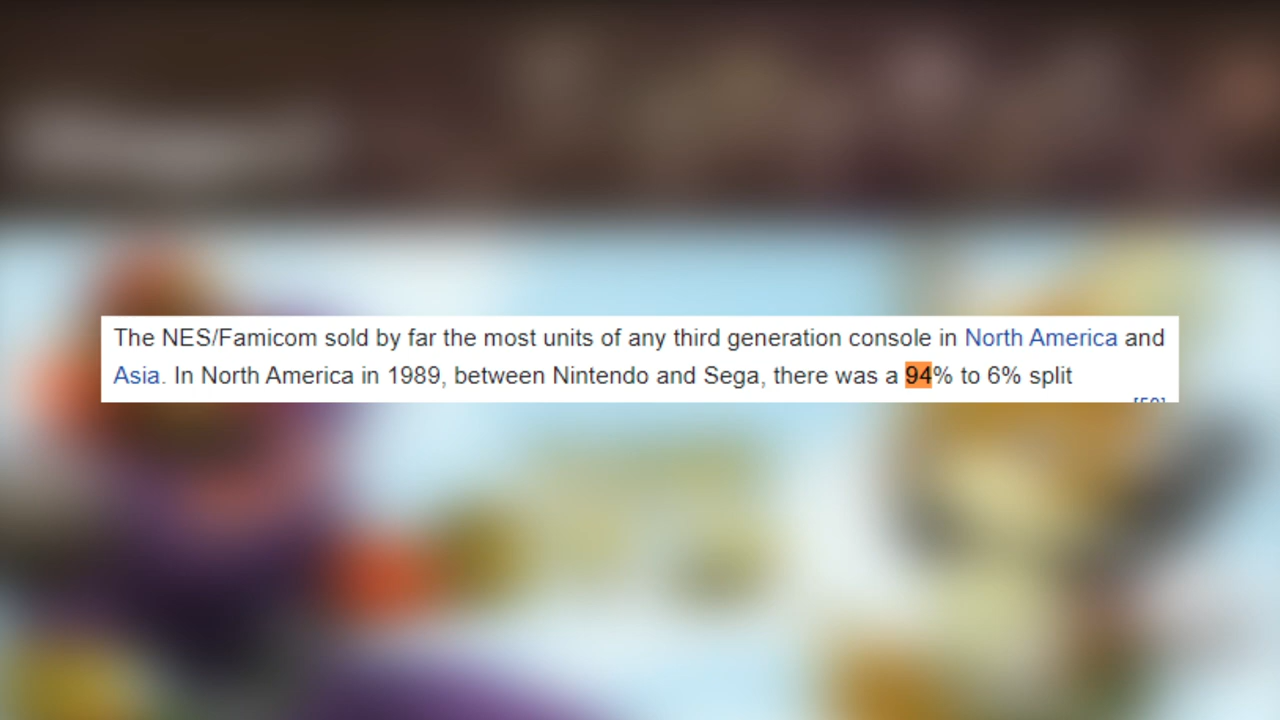 The NES/Famicom sold by far the most units of any third generation console in North America and
Asia. In North America in 1989, between Nintendo and Sega, there was a 94% to 6% split